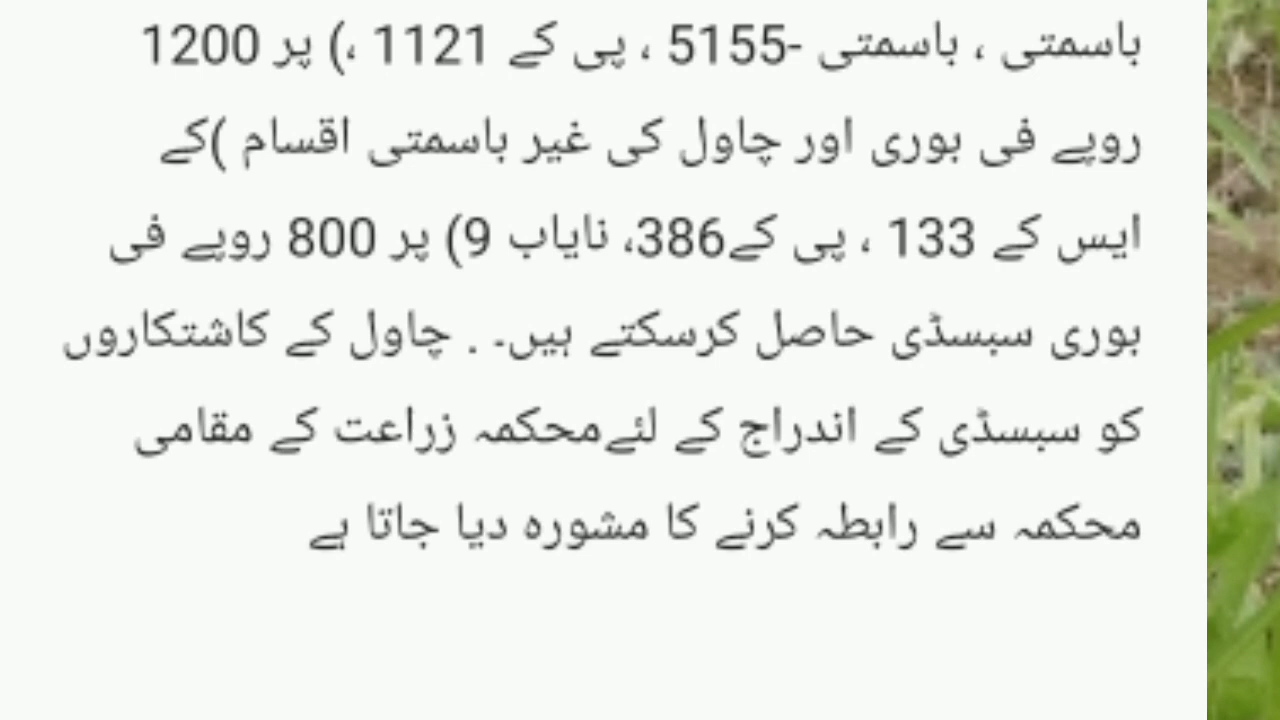 باسمتی ، باسمتی -5155 ، پی کے 1121 ،) پر 1200
روپے فی بوری اور چاول کی غیر باسمتی اقسام )کے
ایس کے 133 ، پی کے386، نایاب 9) پر 800 روپے فی
بوری سبسڈی حاصل کرسکتے ہیں۔ . چاول کے کاشتکاروں
کو سبسڈی کے اندراج کے لئےمحکمہ زراعت کے مقامی
محکمہ سے رابطہ کرنے کا مشورہ دیا جاتا ہے